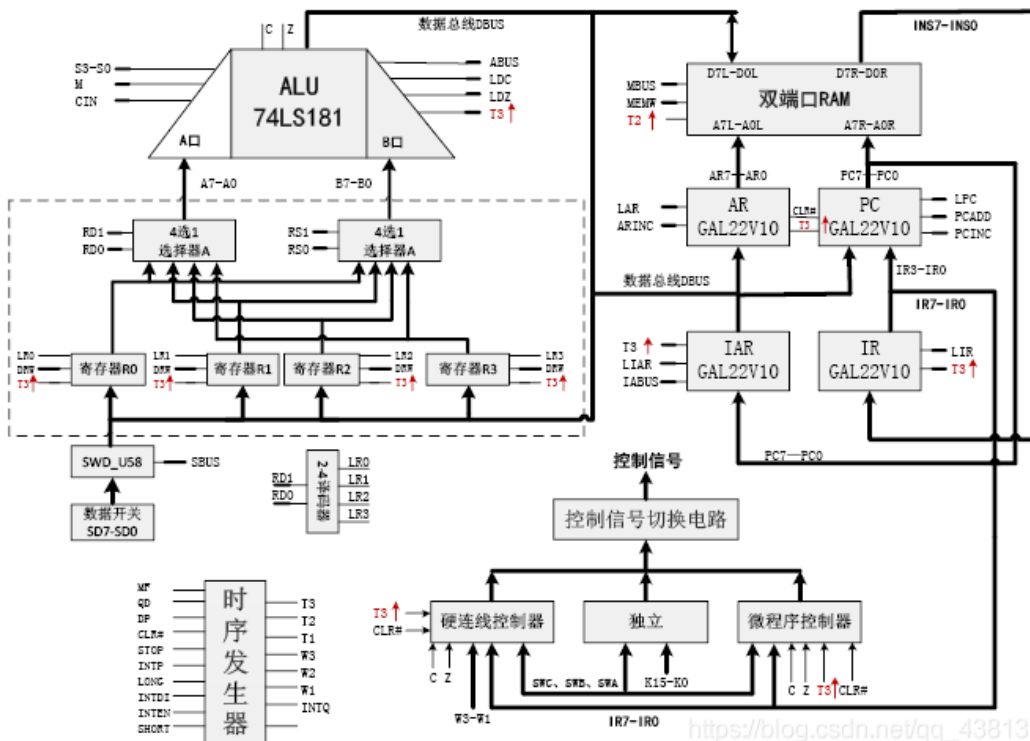 数据总线DBUS
INS7-INS0
C Z
S3-S0
M
CIN
ALU
74LS181
A口
B口
ABUS
LDC
LDZ
T3
MBUS
MEMW
T2
D7L-D0L D7R-D0R
双端口RAM
A7L-A0L A7R-A0R
A7-A0
B7-B0
AR7-AR0
PC7-PC0
RD1
RD0
4选1
选择器A
RS1
RS0
4选1
选择器A
LAR
ARINC
AR
GAL22V10
CLR#
T3
PC
GAL22V10
LPC
PCADD
PCINC
数据总线DBUS
IR3-IR0
IR7-IR0
LR0
DRW
T3
寄存器R0
LR1
DRW
T3
寄存器R1
寄存器R2
LR2
DRW
T3
寄存器R3
LR3
DRW
T3
T3
LIAR
IABUS
IAR
GAL22V10
IR
GAL22V10
LIR
T3
PC7—PC0
SWD_U58
SBUS
数据开关
SD7-SD0
RD1
RD0
2-4译码器
LR0
LR1
LR2
LR3
控制信号
控制信号切换电路
MF
QD
DP
CLR#
STOP
INTP
LONG
INTDI
INTEN
SHORT
时序发生器
T3
T2
T1
W3
W2
W1
INTQ
T3
CLR#
硬连线控制器
独立
微程序控制器
C Z
SWC、SWB、SWA
K15-K0
C Z T3 CLR#
W3-W1
IR7-IR0
https://blog.csdn.net/qq_43813